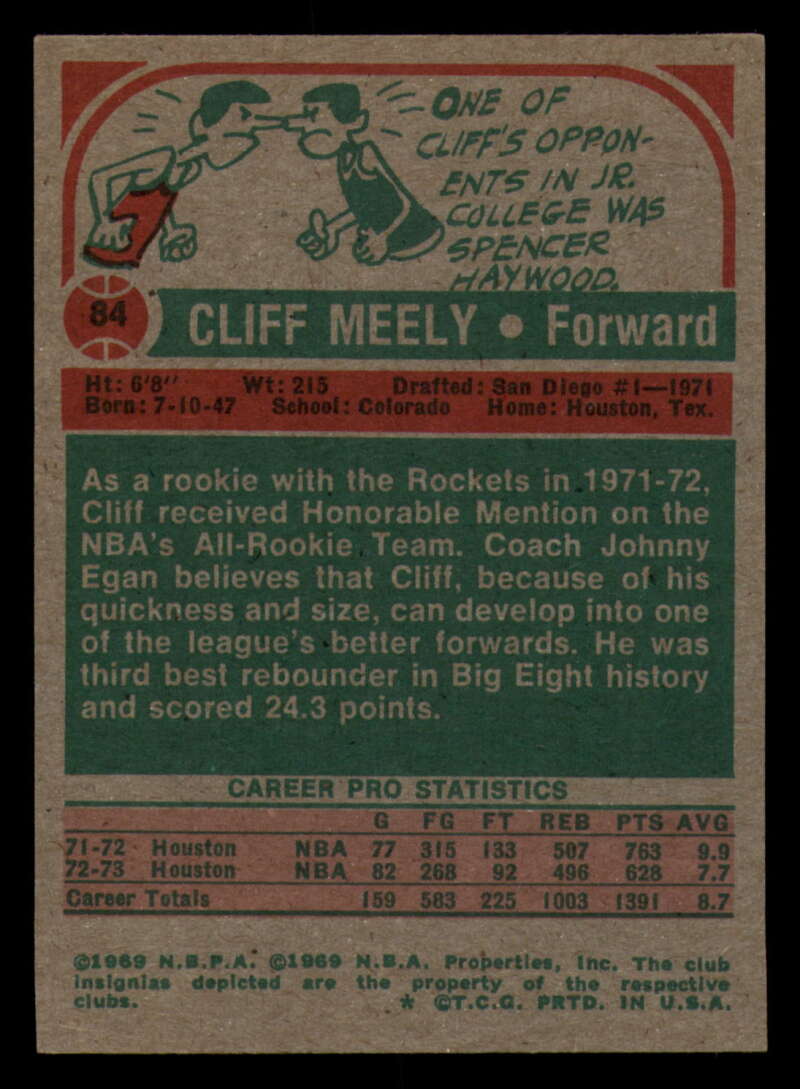 ONE OF
CLIFF'S OPPON-
ENTS IN JR.
COLLEGE WAS
SPENCER
HAYWOOD.
84
CLIFF MEELY • Forward
Ht: 6'8" Wt: 215 Drafted: San Diego #1—1971
Born: 7-10-47 School: Colorado Home: Houston, Tex.
As a rookie with the Rockets in 1971-72,
Cliff received Honorable Mention on the
NBA's All-Rookie Team. Coach Johnny
Egan believes that Cliff, because of his
quickness and size, can develop into one
of the league's better forwards. He was
third best rebounder in Big Eight history
and scored 24.3 points.
CAREER PRO STATISTICS
G FG FT REB PTS AVG
71-72 Houston NBA 77 315 133 507 763 9.9
72-73 Houston NBA 82 268 92 496 628 7.7
Career Totals 159 583 225 1003 1391 8.7
©1969 N.B.P.A. ©1969 N.B.A. Properties, Inc. The club
insignias depicted are the property of the respective
clubs. * ©T.C.G. PRTD. IN U.S.A.